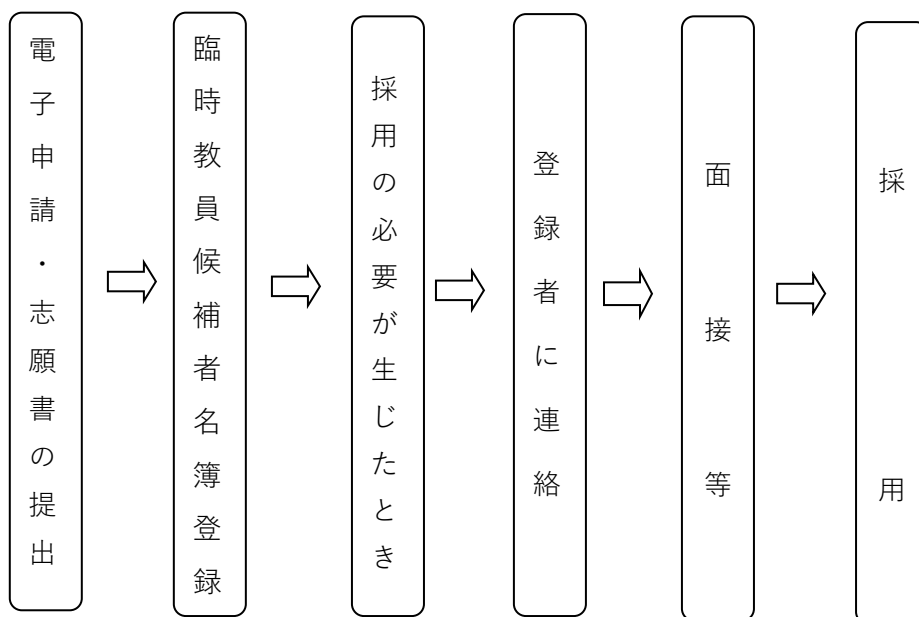 電子申請・志願書の提出
臨時教員候補者名簿登録
採用の必要が生じたとき
登録者に連絡
面接等
採用